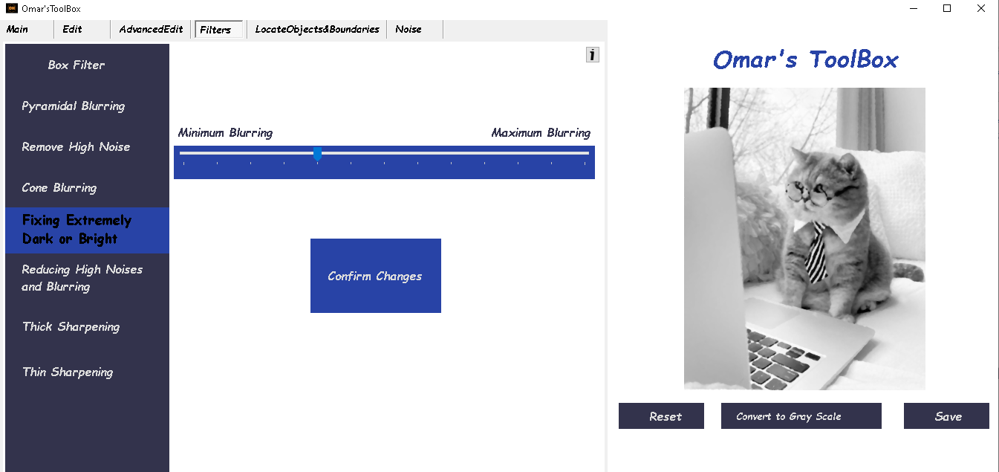 Omar'sToolBox
Main
Edit
AdvancedEdit
Filters
LocateObjects&Boundaries
Noise
Box Filter
Pyramidal Blurring
Remove High Noise
Cone Blurring
Fixing Extremely
Dark or Bright
Reducing High Noises
and Blurring
Thick Sharpening
Thin Sharpening
i
Minimum Blurring
Maximum Blurring
Confirm Changes
Omar's ToolBox
Reset
Convert to Gray Scale
Save